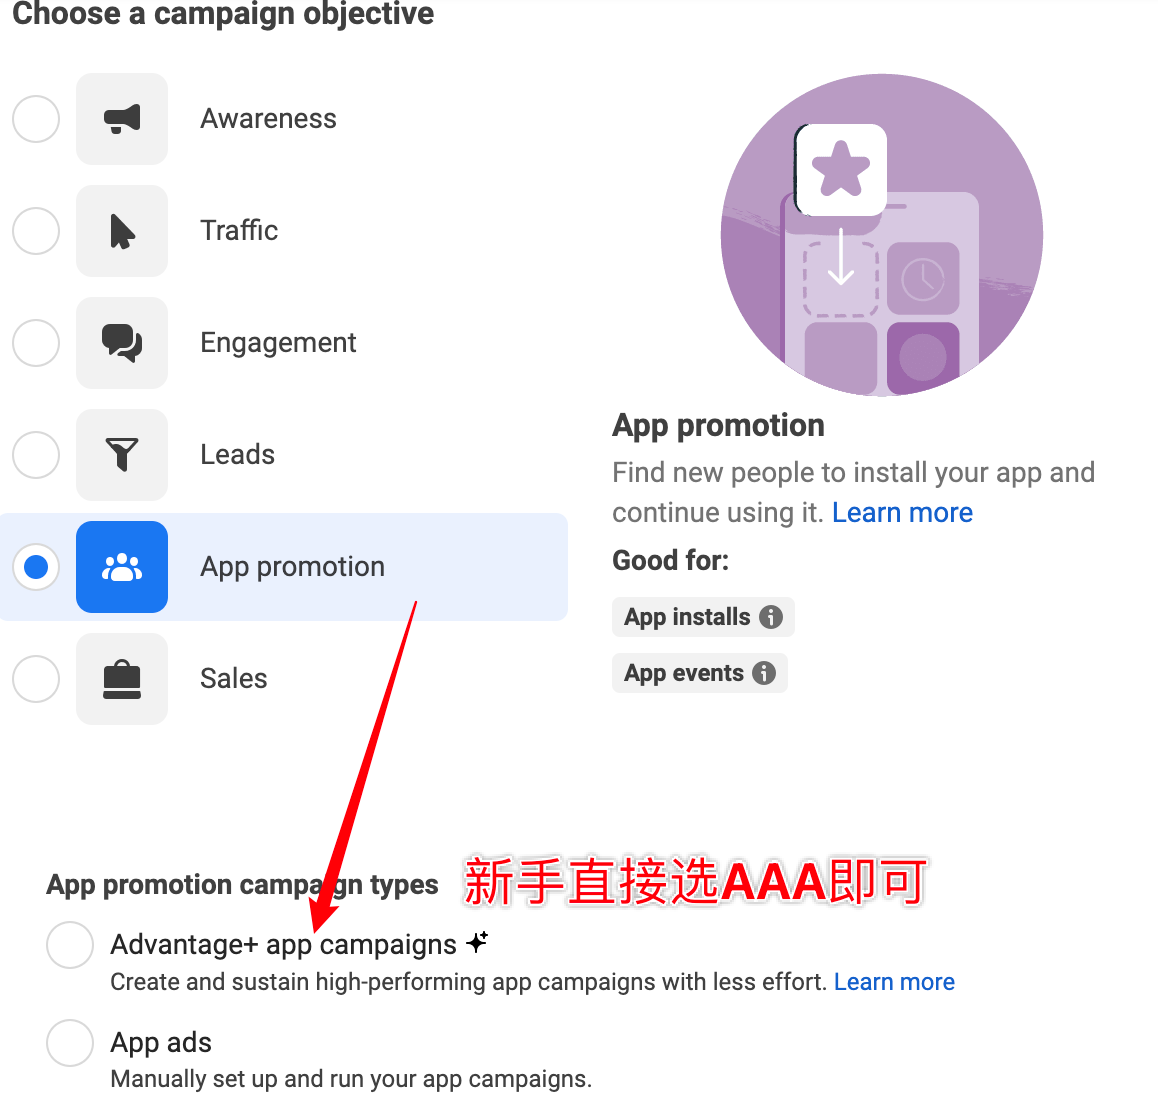 Choose a campaign objective
Awareness
Traffic
Engagement
Leads
App promotion
Sales
App promotion
Find new people to install your app and
continue using it. Learn more
Good for:
App installs
App events
App promotion campaign types
新手直接选AAA即可
Advantage+ app campaigns
Create and sustain high-performing app campaigns with less effort. Learn more
App ads
Manually set up and run your app campaigns.